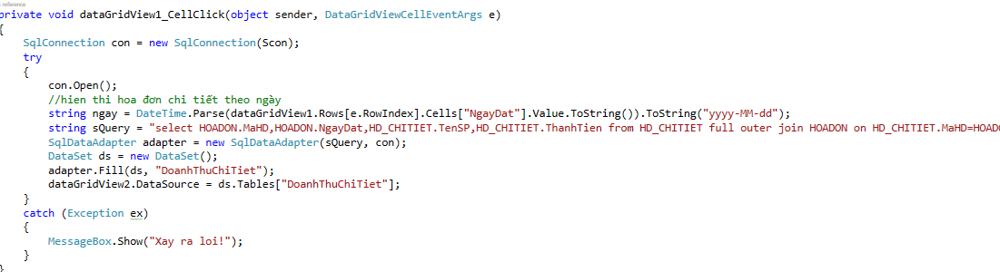 reference
private void dataGridView1_CellClick(object sender, DataGridViewCellEventArgs e)
{
SqlConnection con = new SqlConnection(Scon);
try
{
con.Open();
//hien thi hoa đơn chi tiết theo ngày
string ngay = DateTime.Parse(dataGridView1.Rows[e.RowIndex].Cells["NgayDat"].Value.ToString()).ToString("yyyy-MM-dd");
string sQuery = "select HOADON.MaHD,HOADON.NgayDat,HD_CHITIET.TenSP,HD_CHITIET.ThanhTien from HD_CHITIET full outer join HOADON on HD_CHITIET.MaHD=HOADO
SqlDataAdapter adapter = new SqlDataAdapter(sQuery, con);
DataSet ds = new DataSet();
adapter.Fill(ds, "DoanhThuChiTiet");
dataGridView2.DataSource = ds.Tables["DoanhThuChiTiet"];
}
catch (Exception ex)
{
MessageBox.Show("Xay ra loi!");
}
}